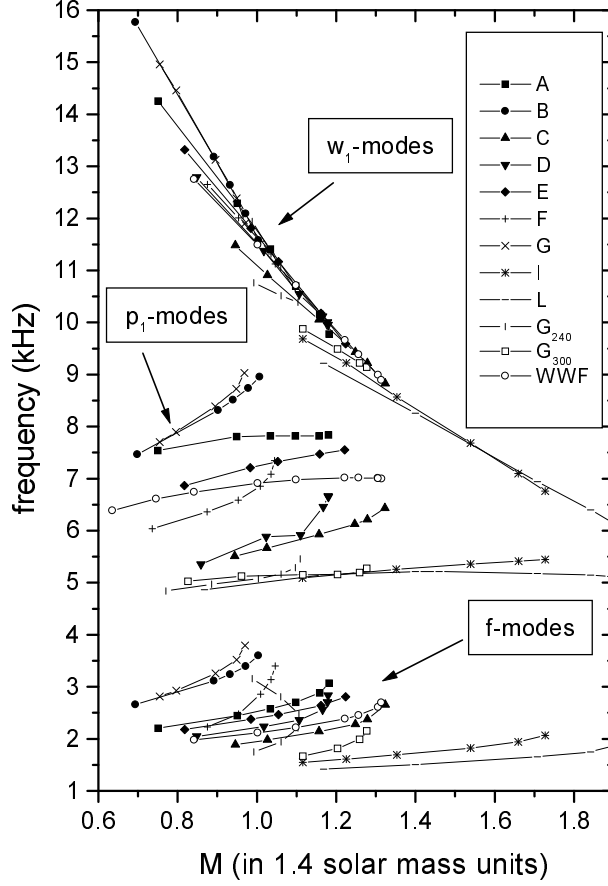 16
15
14
13
12
11
10
9
8
7
6
5
4
3
2
1
frequency (kHz)
0.6 0.8 1.0 1.2 1.4 1.6 1.8
M (in 1.4 solar mass units)
w1-modes
p1-modes
f-modes
A
B
C
D
E
F
G
I
L
G240
G300
WWF